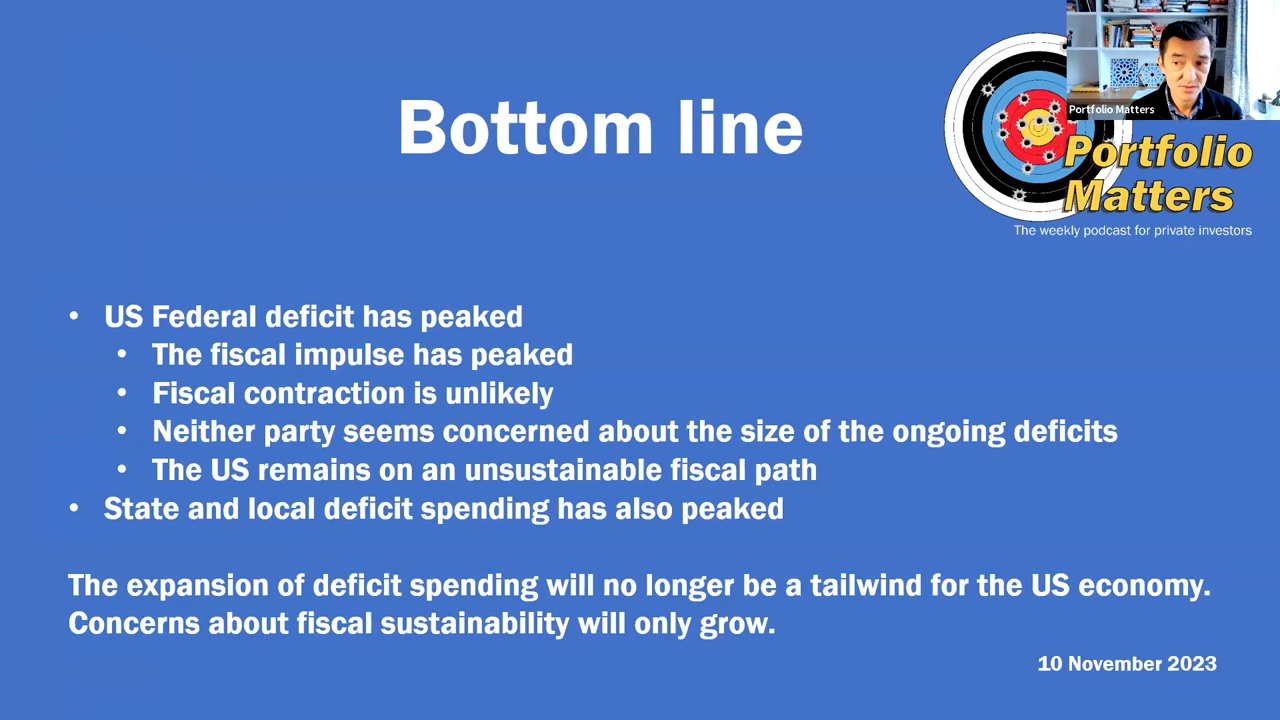 Bottom line
Portfolio Matters
Portfolio
Matters
The weekly podcast for private investors
• US Federal deficit has peaked
• The fiscal impulse has peaked
• Fiscal contraction is unlikely
• Neither party seems concerned about the size of the ongoing deficits
• The US remains on an unsustainable fiscal path
• State and local deficit spending has also peaked
The expansion of deficit spending will no longer be a tailwind for the US economy.
Concerns about fiscal sustainability will only grow.
10 November 2023